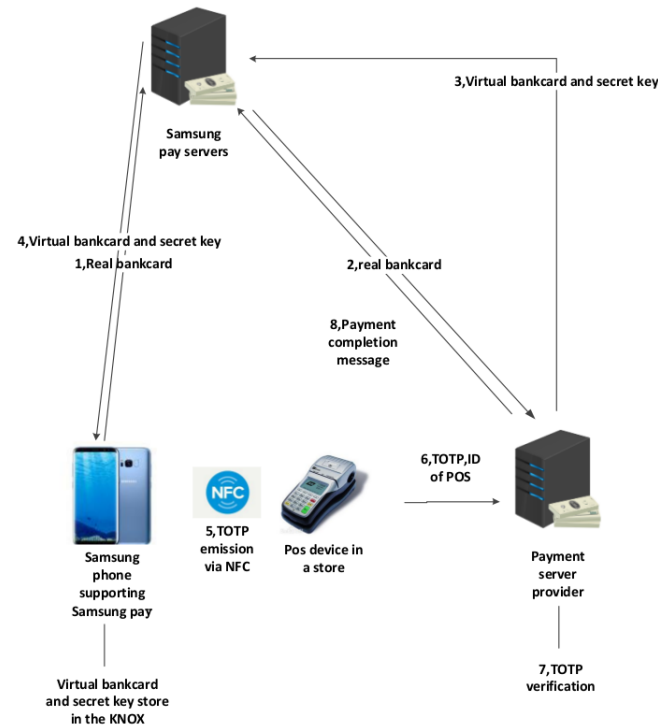 3,Virtual bankcard and secret key
Samsung
pay servers
4,Virtual bankcard and secret key
1,Real bankcard
2,real bankcard
8,Payment
completion
message
NFC
6,TOTP,ID
of POS
5,TOTP
emission
via NFC
Pos device in
a store
Samsung
phone
supporting
Samsung pay
Payment
server
provider
Virtual bankcard
and secret key store
in the KNOX
7,TOTP
verification